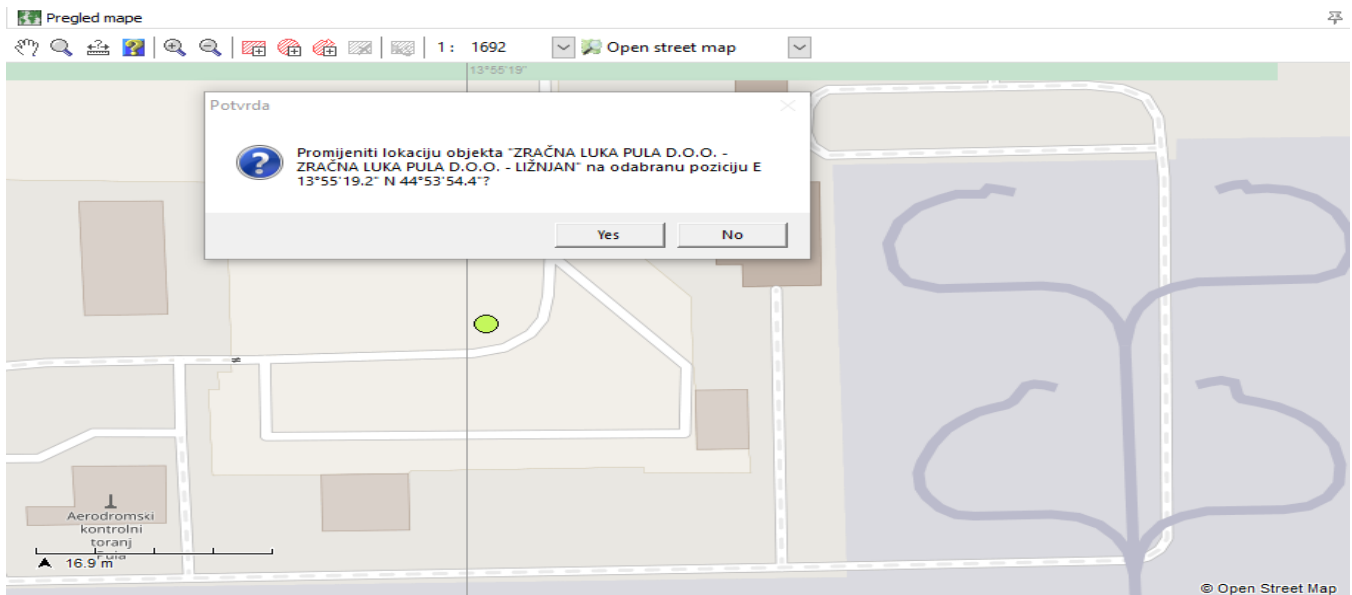 Pregled mape
1 : 1692 Open street map
13°55'19"
Potvrda
Promijeniti lokaciju objekta "ZRAČNA LUKA PULA D.O.O. -
ZRAČNA LUKA PULA D.O.O. - LIŽNJAN" na odabranu poziciju E
13°55'19.2" N 44°53'54.4"?
Yes No
Aerodromski
kontrolni
toranj
Pula
16.9 m
© Open Street Map